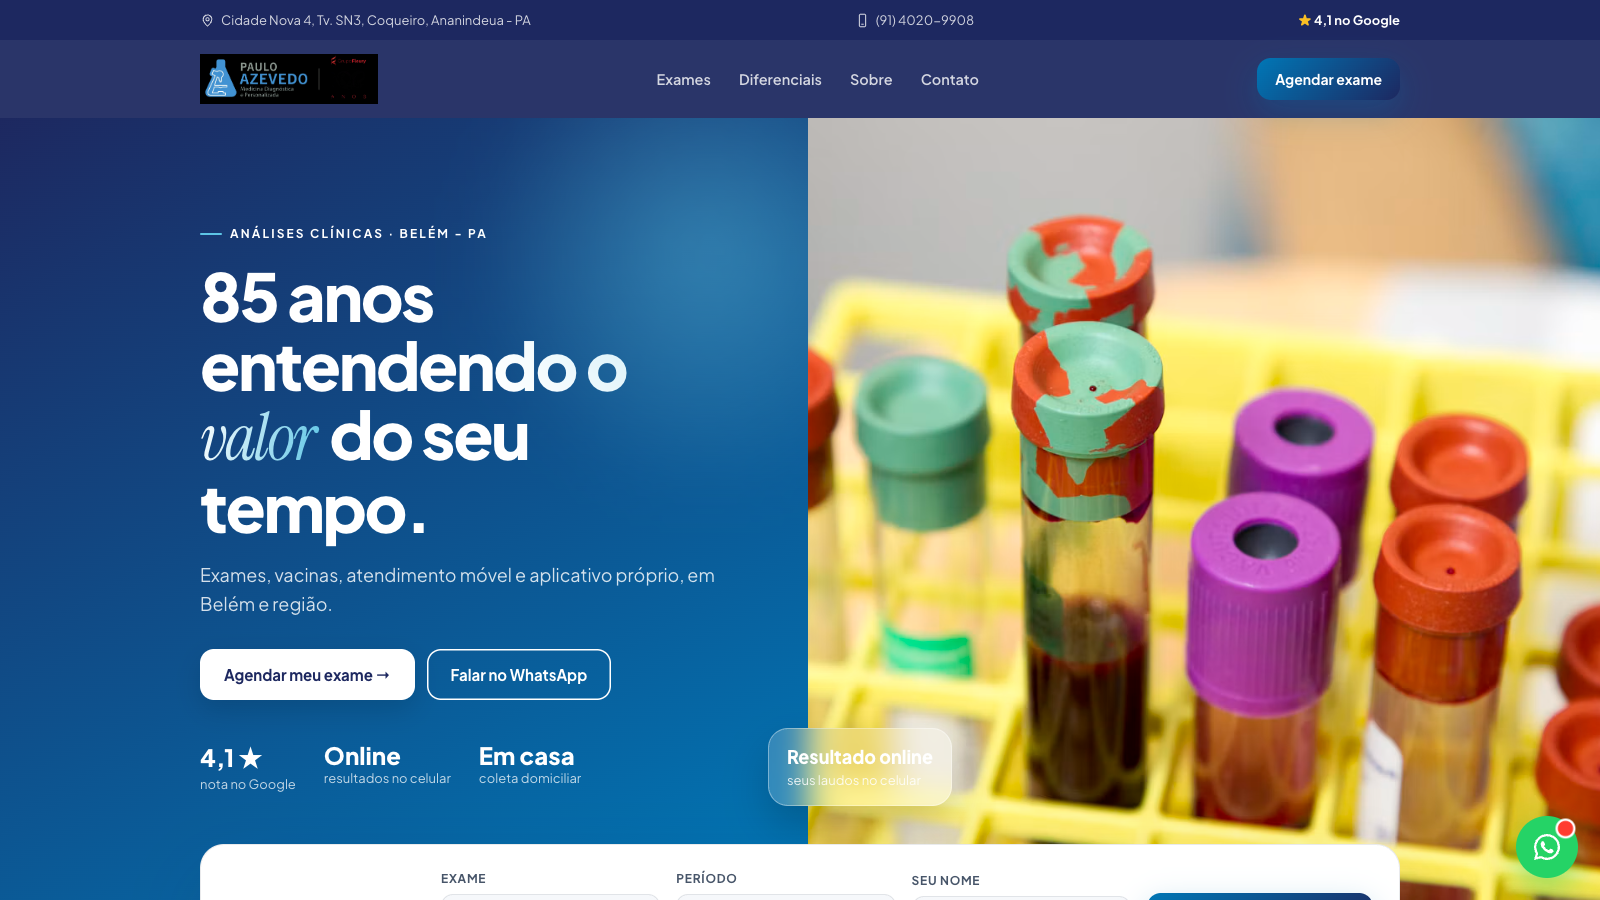 Cidade Nova 4, Tv. SN3, Coqueiro, Ananindeua - PA
(91) 4020-9908
★ 4,1 no Google
PAULO
AZEVEDO
Medicina Diagnóstica
e Personalizada
Exames
Diferenciais
Sobre
Contato
Agendar exame
ANÁLISES CLÍNICAS · BELÉM - PA
85 anos
entendendo o
valor do seu
tempo.
Exames, vacinas, atendimento móvel e aplicativo próprio, em
Belém e região.
Agendar meu exame →
Falar no WhatsApp
4,1 ★
nota no Google
Online
resultados no celular
Em casa
coleta domiciliar
Resultado online
seus laudos no celular
EXAME
PERÍODO
SEU NOME